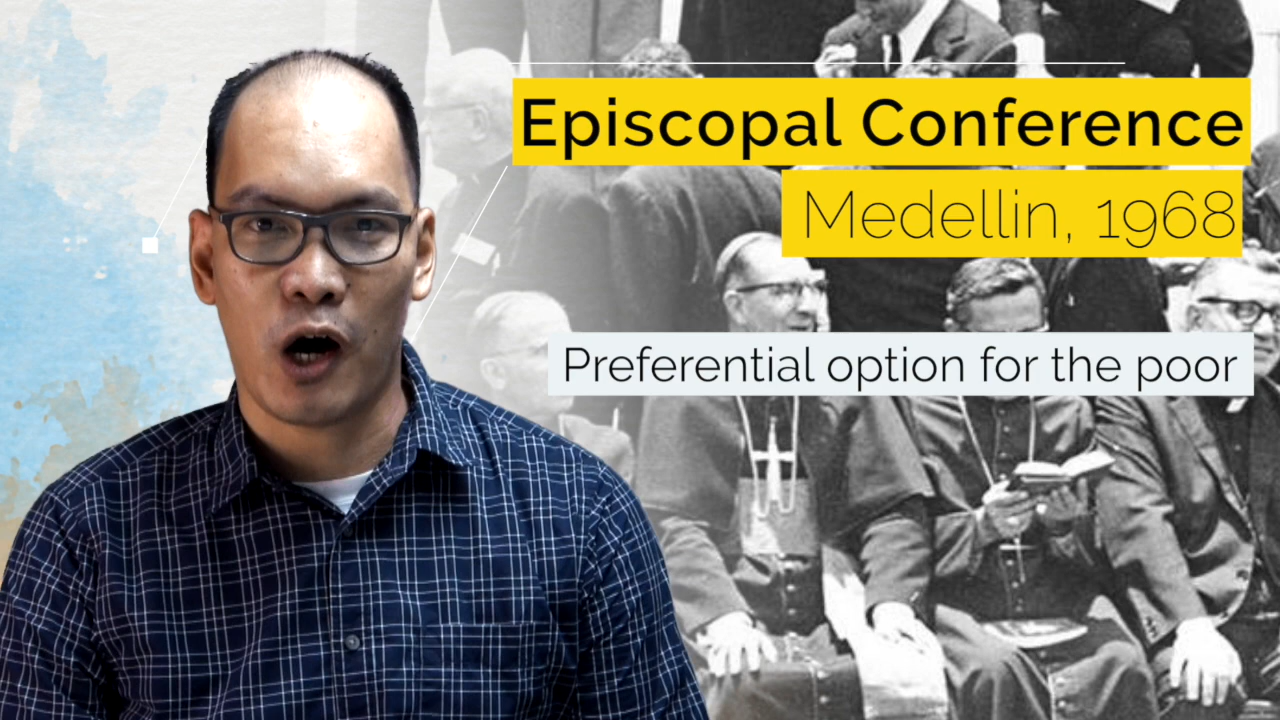 Episcopal Conference
Medellin, 1968
Preferential option for the poor